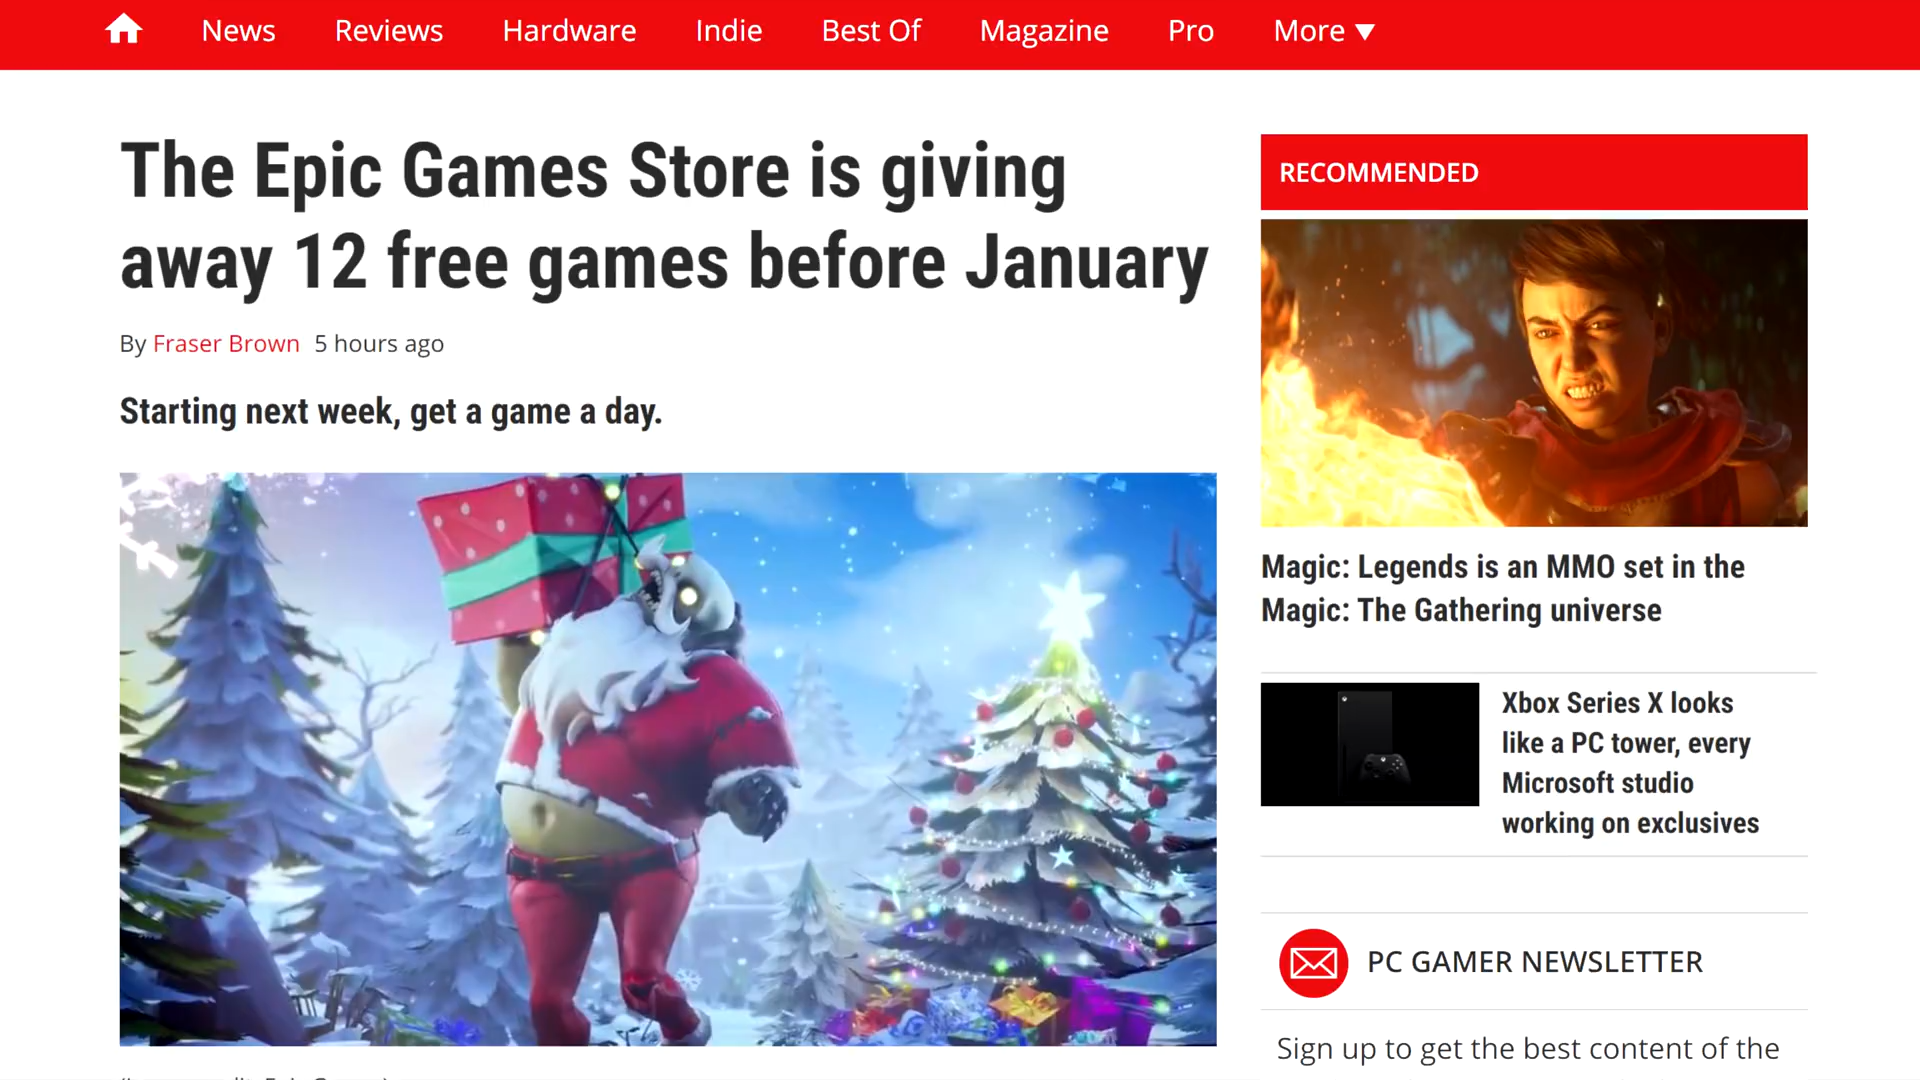 News Reviews Hardware Indie Best Of Magazine Pro More ▼
The Epic Games Store is giving
away 12 free games before January
By Fraser Brown 5 hours ago
Starting next week, get a game a day.
RECOMMENDED
Magic: Legends is an MMO set in the
Magic: The Gathering universe
Xbox Series X looks
like a PC tower, every
Microsoft studio
working on exclusives
PC GAMER NEWSLETTER
Sign up to get the best content of the